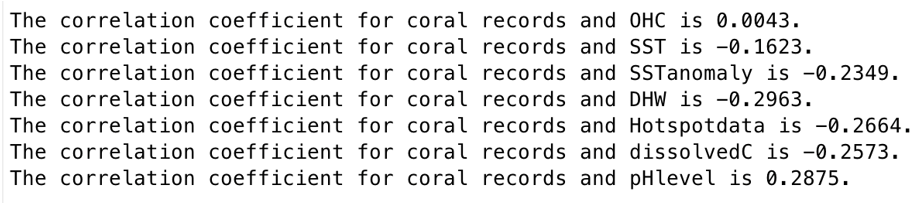 The correlation coefficient for coral records and OHC is 0.0043.
The correlation coefficient for coral records and SST is −0.1623.
The correlation coefficient for coral records and SSTanomaly is −0.2349.
The correlation coefficient for coral records and DHW is −0.2963.
The correlation coefficient for coral records and Hotspotdata is −0.2664.
The correlation coefficient for coral records and dissolvedC is −0.2573.
The correlation coefficient for coral records and pHlevel is 0.2875.